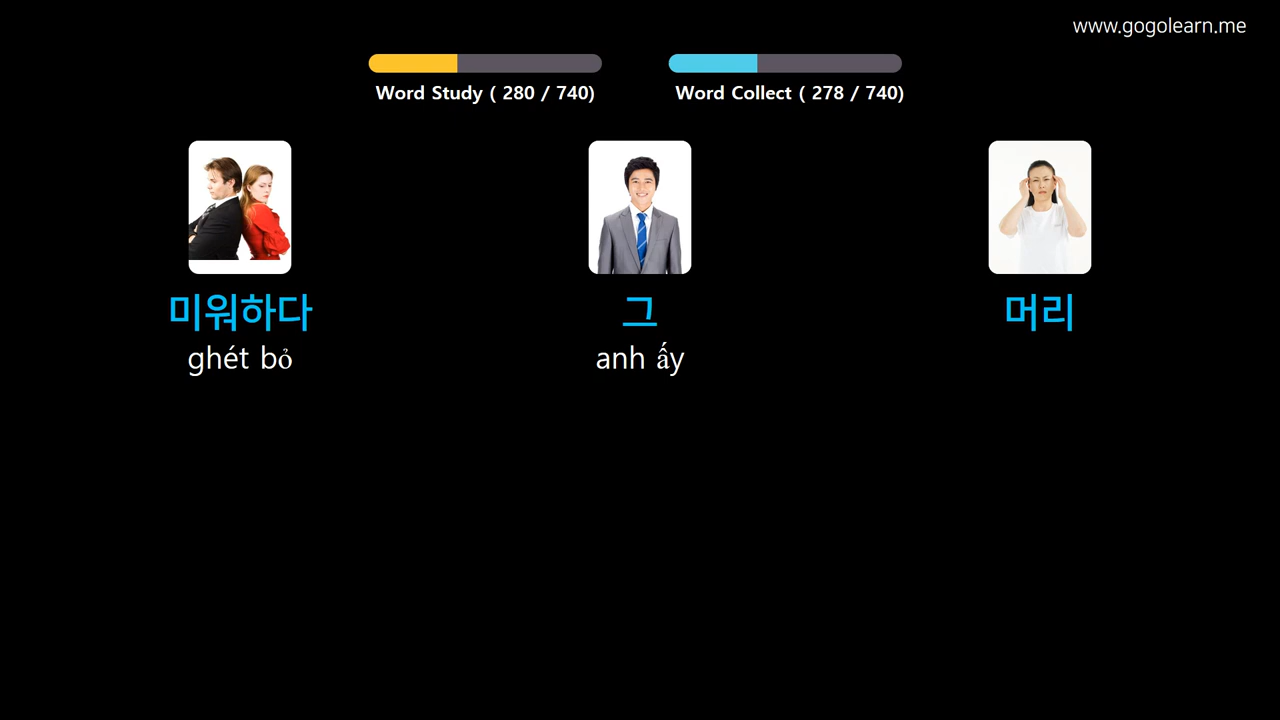 www.gogolearn.me
Word Study ( 280 / 740)
Word Collect ( 278 / 740)
미워하다
그
머리
ghét bỏ
anh ấy